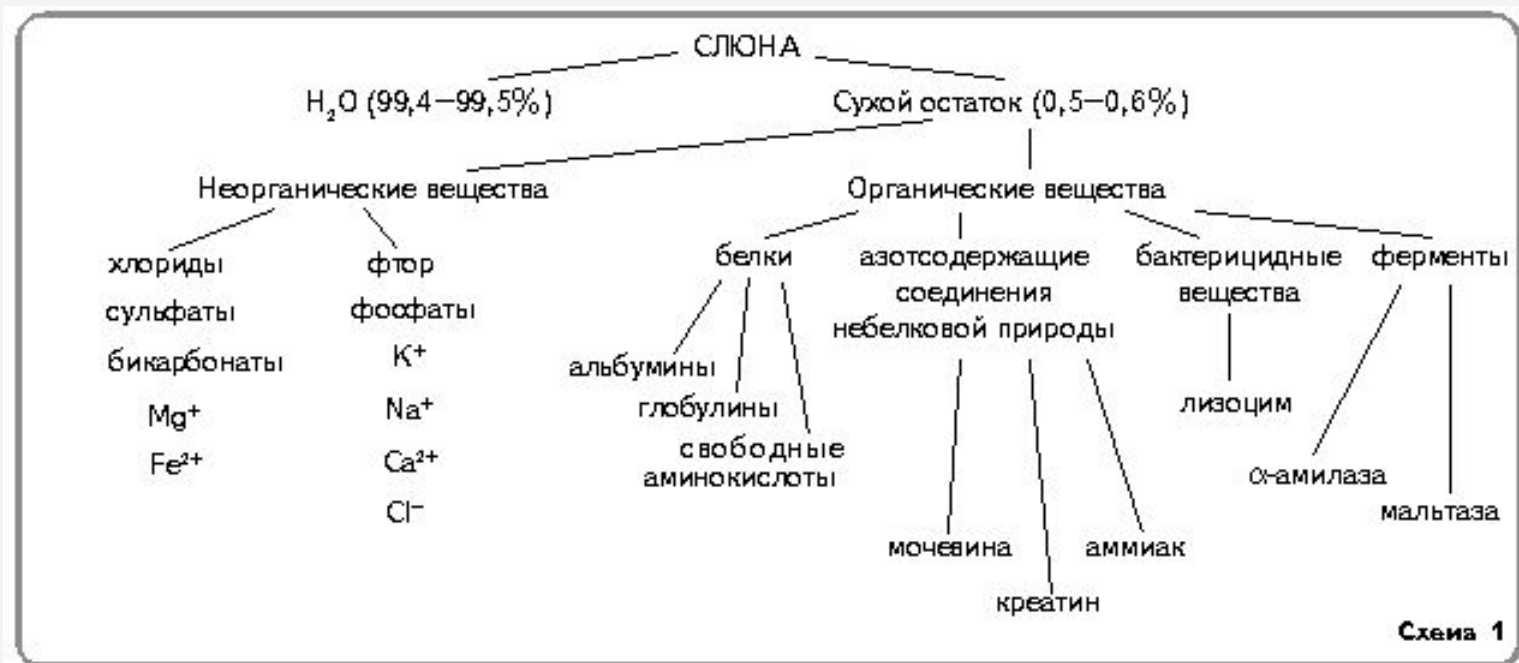 СЛЮНА
H₂O (99,4–99,5%)
Сухой остаток (0,5–0,6%)
Неорганические вещества
Органические вещества
хлориды
сульфаты
бикарбонаты
Mg⁺
Fe²⁺
фтор
фосфаты
K⁺
Na⁺
Ca²⁺
Cl⁻
белки
альбумины
глобулины
свободные
аминокислоты
азотсодержащие
соединения
небелковой природы
мочевина
креатин
аммиак
бактерицидные
вещества
лизоцим
ферменты
α-амилаза
мальтаза
Схема 1